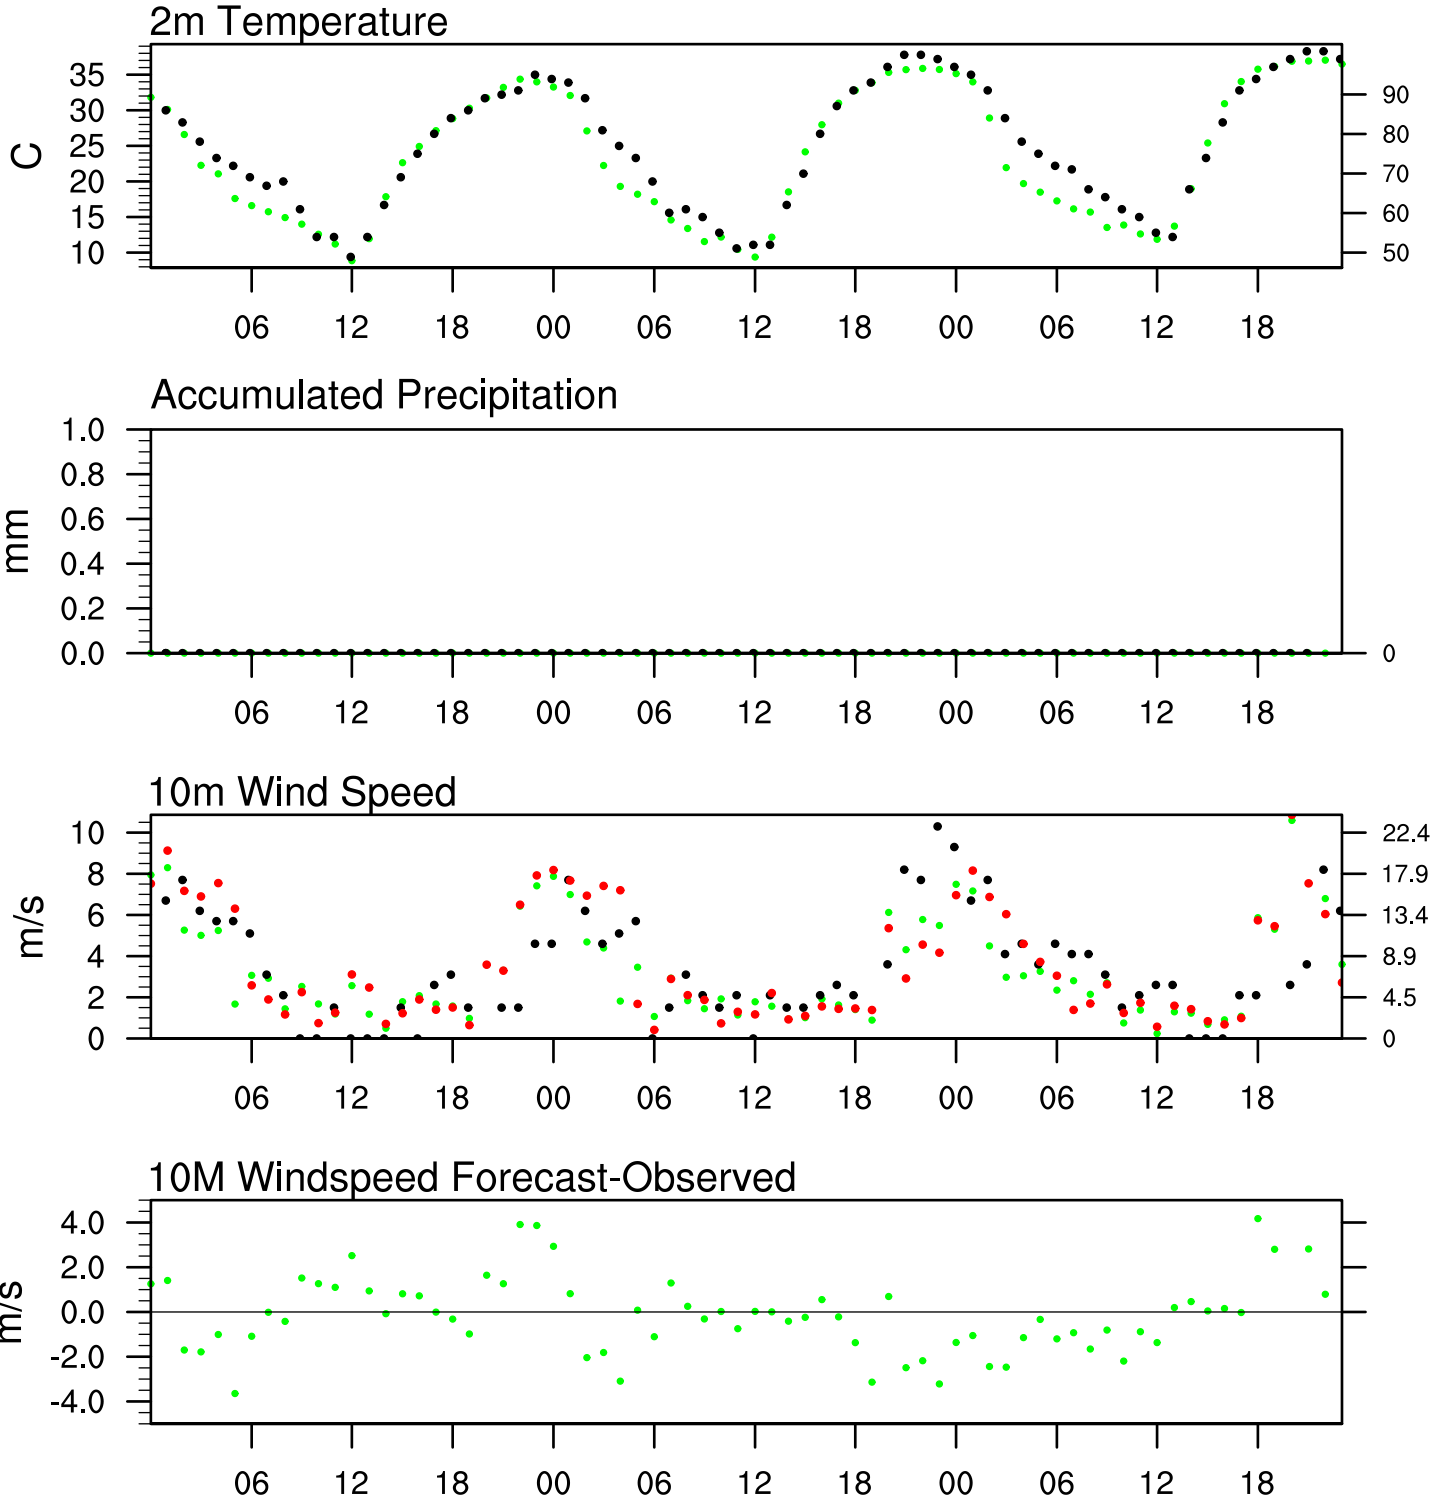 2m Temperature
35
30
25
20
15
10
C
90
80
70
60
50
06 12 18 00 06 12 18 00 06 12 18
Accumulated Precipitation
1.0
0.8
0.6
0.4
0.2
0.0
mm
0
06 12 18 00 06 12 18 00 06 12 18
10m Wind Speed
10
8
6
4
2
0
m/s
22.4
17.9
13.4
8.9
4.5
0
06 12 18 00 06 12 18 00 06 12 18
10M Windspeed Forecast-Observed
4.0
2.0
0.0
-2.0
-4.0
m/s
06 12 18 00 06 12 18 00 06 12 18